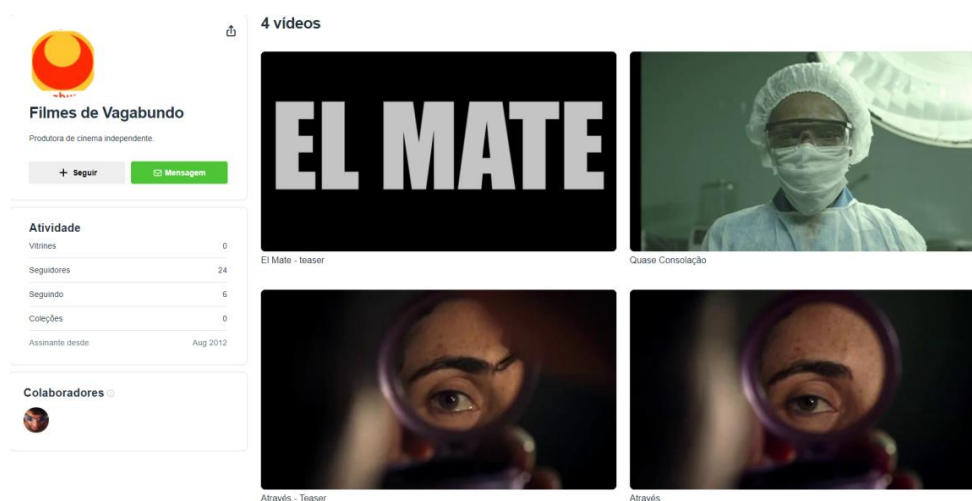 Filmes de Vagabundo
Produtora de cinema independente.
+ Seguir
Mensagem
Atividade
Vitrines 0
Seguidores 24
Seguindo 6
Coleções 0
Assinante desde Aug 2012
Colaboradores
4 vídeos
EL MATE
El Mate - teaser
Quase Consolação
Através - Teaser
Através